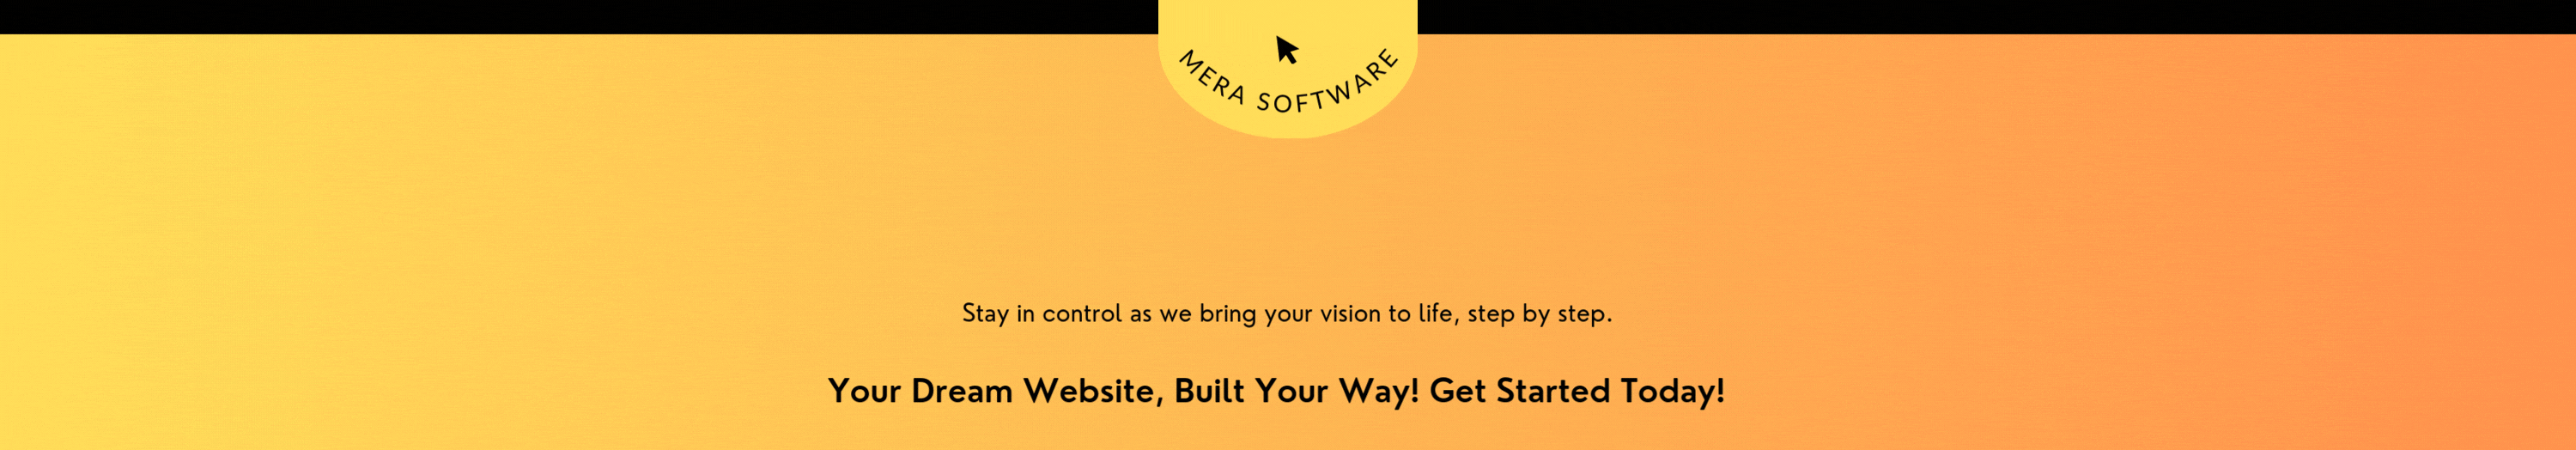 MERA SOFTWARE
Stay in control as we bring your vision to life, step by step.
Your Dream Website, Built Your Way! Get Started Today!